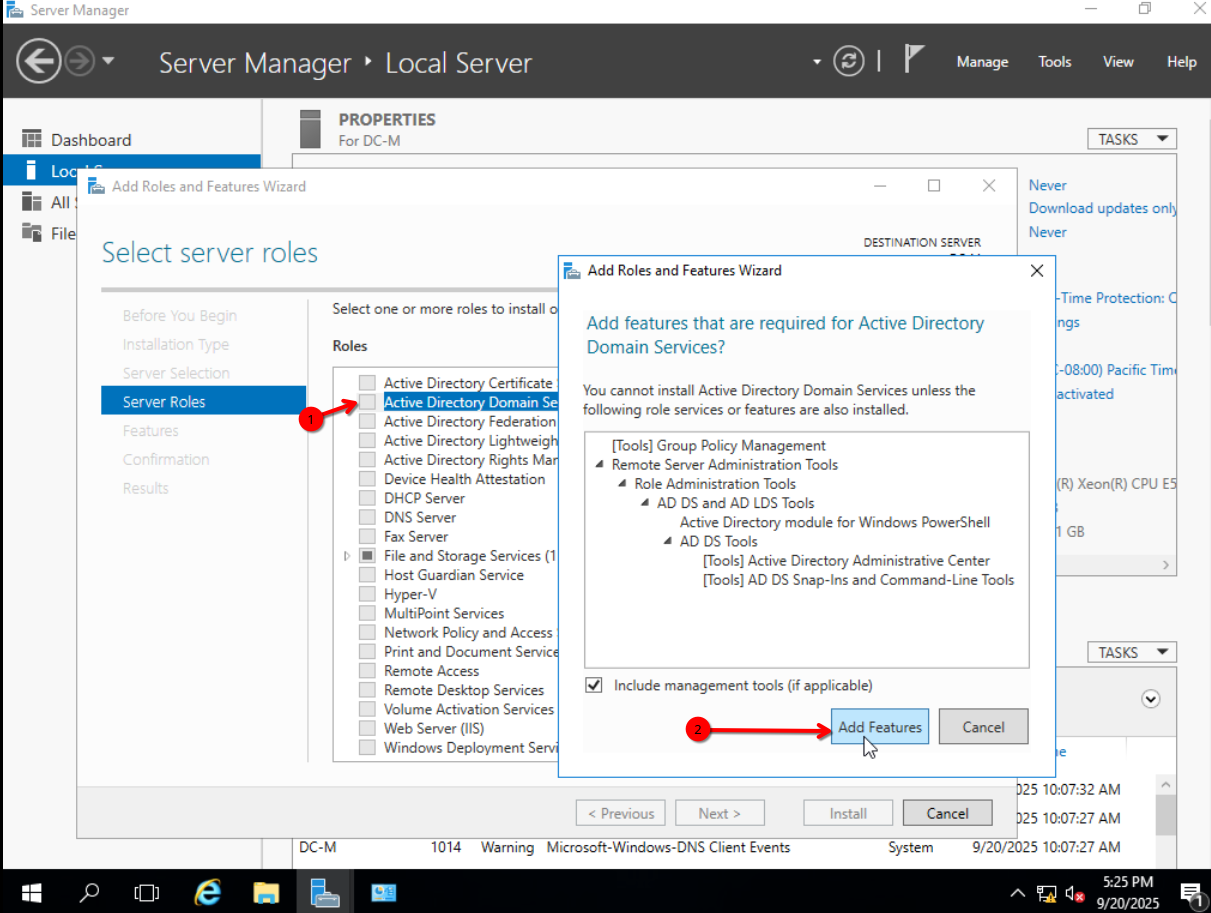 Server Manager
Server Manager ‣ Local Server
Manage Tools View Help
Dashboard
Loc
All
File
PROPERTIES
For DC-M
TASKS
Never
Download updates only
Never
-Time Protection:
ngs
-08:00) Pacific Time
activated
(R) Xeon(R) CPU E5
1 GB
TASKS
Add Roles and Features Wizard
Select server roles
DESTINATION SERVER
Before You Begin
Installation Type
Server Selection
Server Roles
Features
Confirmation
Results
Select one or more roles to install o
Roles
Active Directory Certificate
Active Directory Domain Se
Active Directory Federation
Active Directory Lightweigh
Active Directory Rights Mar
Device Health Attestation
DHCP Server
DNS Server
Fax Server
File and Storage Services (1
Host Guardian Service
Hyper-V
MultiPoint Services
Network Policy and Access
Print and Document Service
Remote Access
Remote Desktop Services
Volume Activation Services
Web Server (IIS)
Windows Deployment Servi
1
Add Roles and Features Wizard
Add features that are required for Active Directory
Domain Services?
You cannot install Active Directory Domain Services unless the
following role services or features are also installed.
[Tools] Group Policy Management
Remote Server Administration Tools
Role Administration Tools
AD DS and AD LDS Tools
Active Directory module for Windows PowerShell
AD DS Tools
[Tools] Active Directory Administrative Center
[Tools] AD DS Snap-Ins and Command-Line Tools
Include management tools (if applicable)
2
Add Features Cancel
< Previous Next > Install Cancel
025 10:07:32 AM
025 10:07:27 AM
DC-M 1014 Warning Microsoft-Windows-DNS Client Events System 9/20/2025 10:07:27 AM
5:25 PM
9/20/2025
1